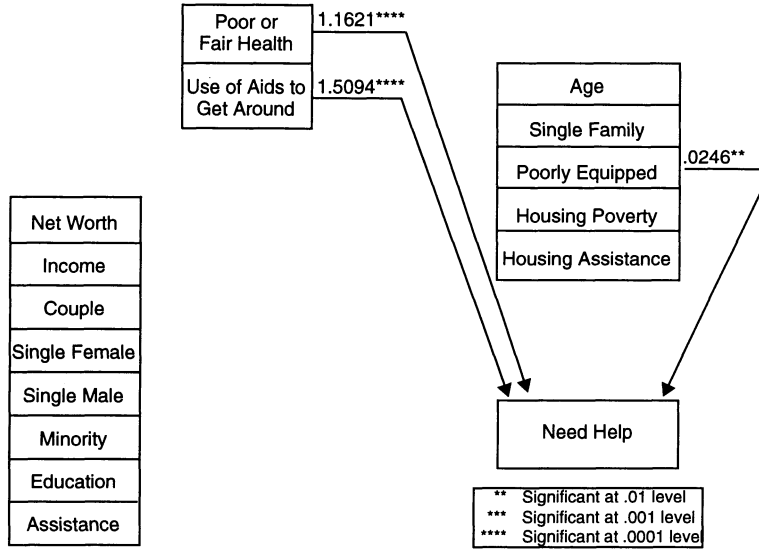 Poor or
Fair Health
1.1621****
Use of Aids to
Get Around
1.5094****
Age
Single Family
Poorly Equipped
.0246**
Housing Poverty
Housing Assistance
Net Worth
Income
Couple
Single Female
Single Male
Minority
Education
Assistance
Need Help
** Significant at .01 level
*** Significant at .001 level
**** Significant at .0001 level